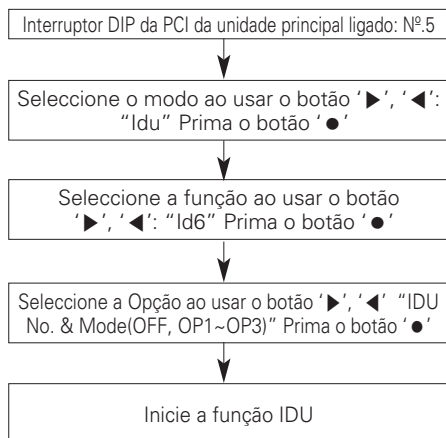 Interruptor DIP da PCI da unidade principal ligado: Nº.5
Seleccione o modo ao usar o botão ‘▶’, ‘◀’:
“Idu” Prima o botão ‘●’
Seleccione a função ao usar o botão
‘▶’, ‘◀’: “Id6” Prima o botão ‘●’
Seleccione a Opção ao usar o botão ‘▶’, ‘◀’ “IDU
No. & Mode(OFF, OP1~OP3)” Prima o botão ‘●’
Inicie a função IDU